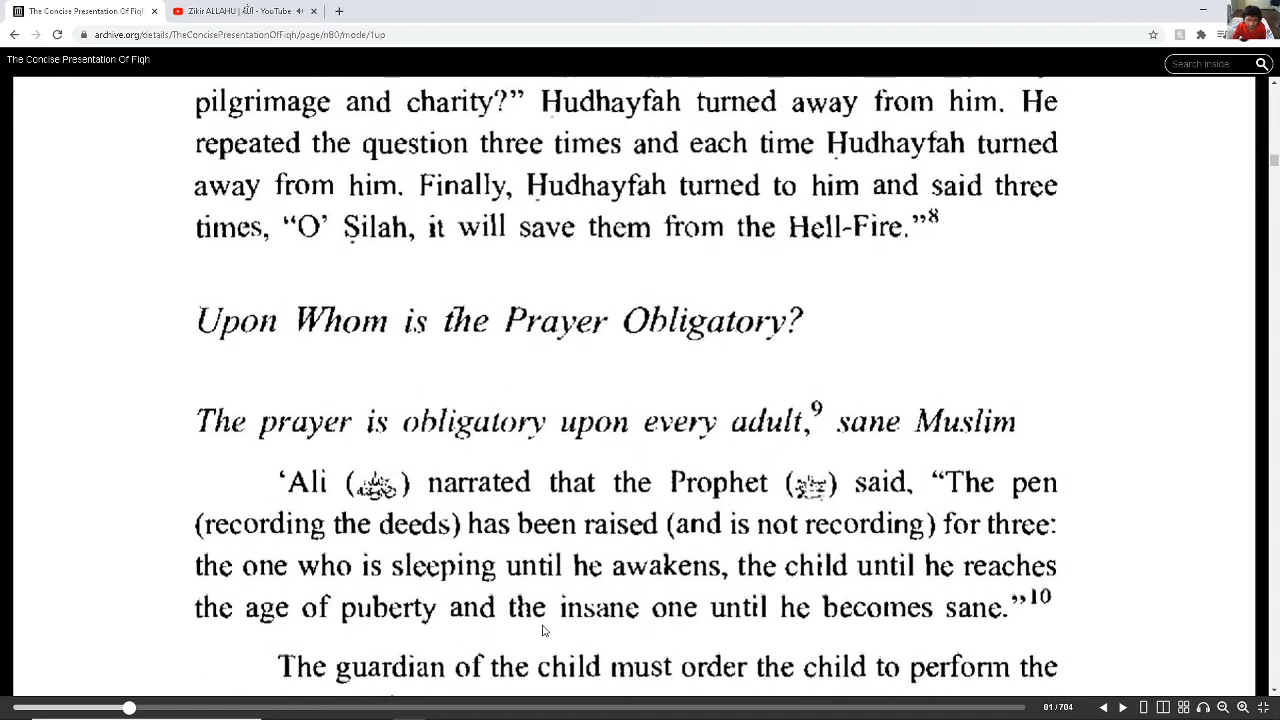 The Concise Presentation Of Fiqh
Zikir ALLAHU | الله - YouTube
archive.org/details/TheConcisePresentationOfFiqh/page/n80/mode/1up
The Concise Presentation Of Fiqh
Search inside
pilgrimage and charity?” Ḥudhayfah turned away from him. He
repeated the question three times and each time Ḥudhayfah turned
away from him. Finally, Ḥudhayfah turned to him and said three
times, “O’ Ṣilah, it will save them from the Hell-Fire.”8
Upon Whom is the Prayer Obligatory?
The prayer is obligatory upon every adult,9 sane Muslim
‘Ali () narrated that the Prophet () said, “The pen
(recording the deeds) has been raised (and is not recording) for three:
the one who is sleeping until he awakens, the child until he reaches
the age of puberty and the insane one until he becomes sane.”10
The guardian of the child must order the child to perform the
81 / 704